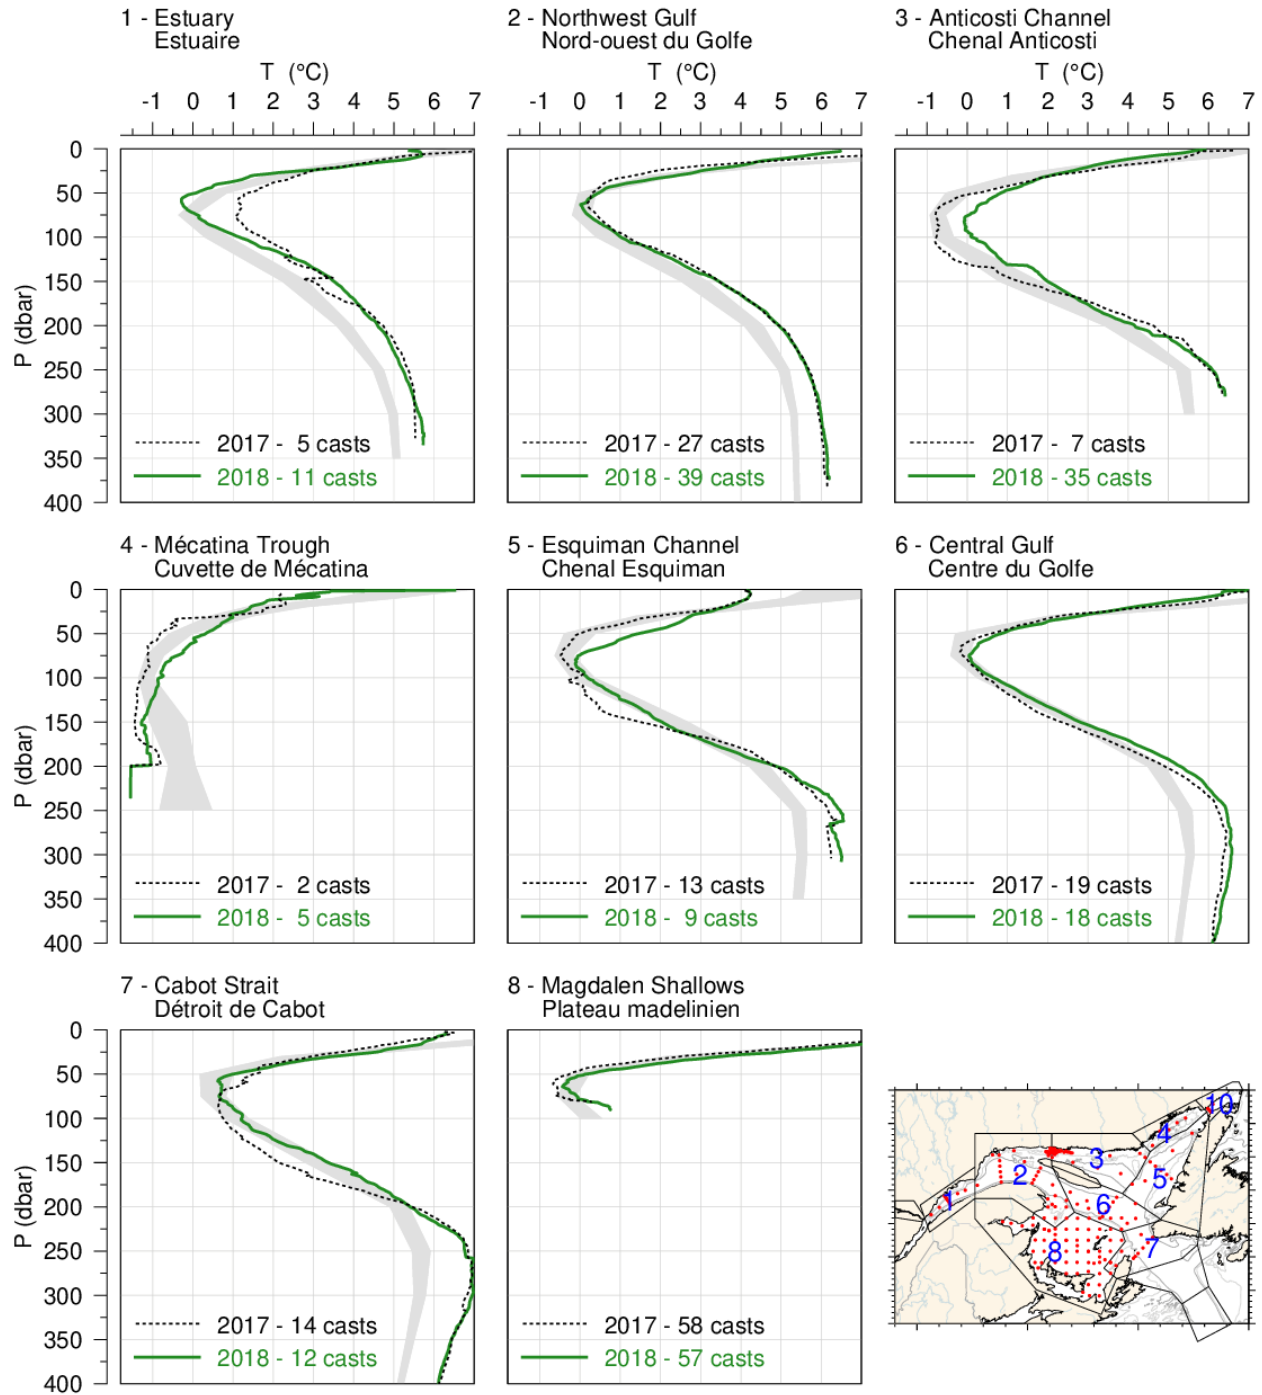 1 - Estuary
Estuaire
2 - Northwest Gulf
Nord-ouest du Golfe
3 - Anticosti Channel
Chenal Anticosti
T (°C)
T (°C)
T (°C)
-1 0 1 2 3 4 5 6 7
-1 0 1 2 3 4 5 6 7
-1 0 1 2 3 4 5 6 7
P (dbar)
0
50
100
150
200
250
300
350
400
2017 - 5 casts
2018 - 11 casts
2017 - 27 casts
2018 - 39 casts
2017 - 7 casts
2018 - 35 casts
4 - Mécatina Trough
Cuvette de Mécatina
5 - Esquiman Channel
Chenal Esquiman
6 - Central Gulf
Centre du Golfe
P (dbar)
0
50
100
150
200
250
300
350
400
2017 - 2 casts
2018 - 5 casts
2017 - 13 casts
2018 - 9 casts
2017 - 19 casts
2018 - 18 casts
7 - Cabot Strait
Détroit de Cabot
8 - Magdalen Shallows
Plateau madelinien
P (dbar)
0
50
100
150
200
250
300
350
400
2017 - 14 casts
2018 - 12 casts
2017 - 58 casts
2018 - 57 casts
10
4
3
2
5
1
6
8
7